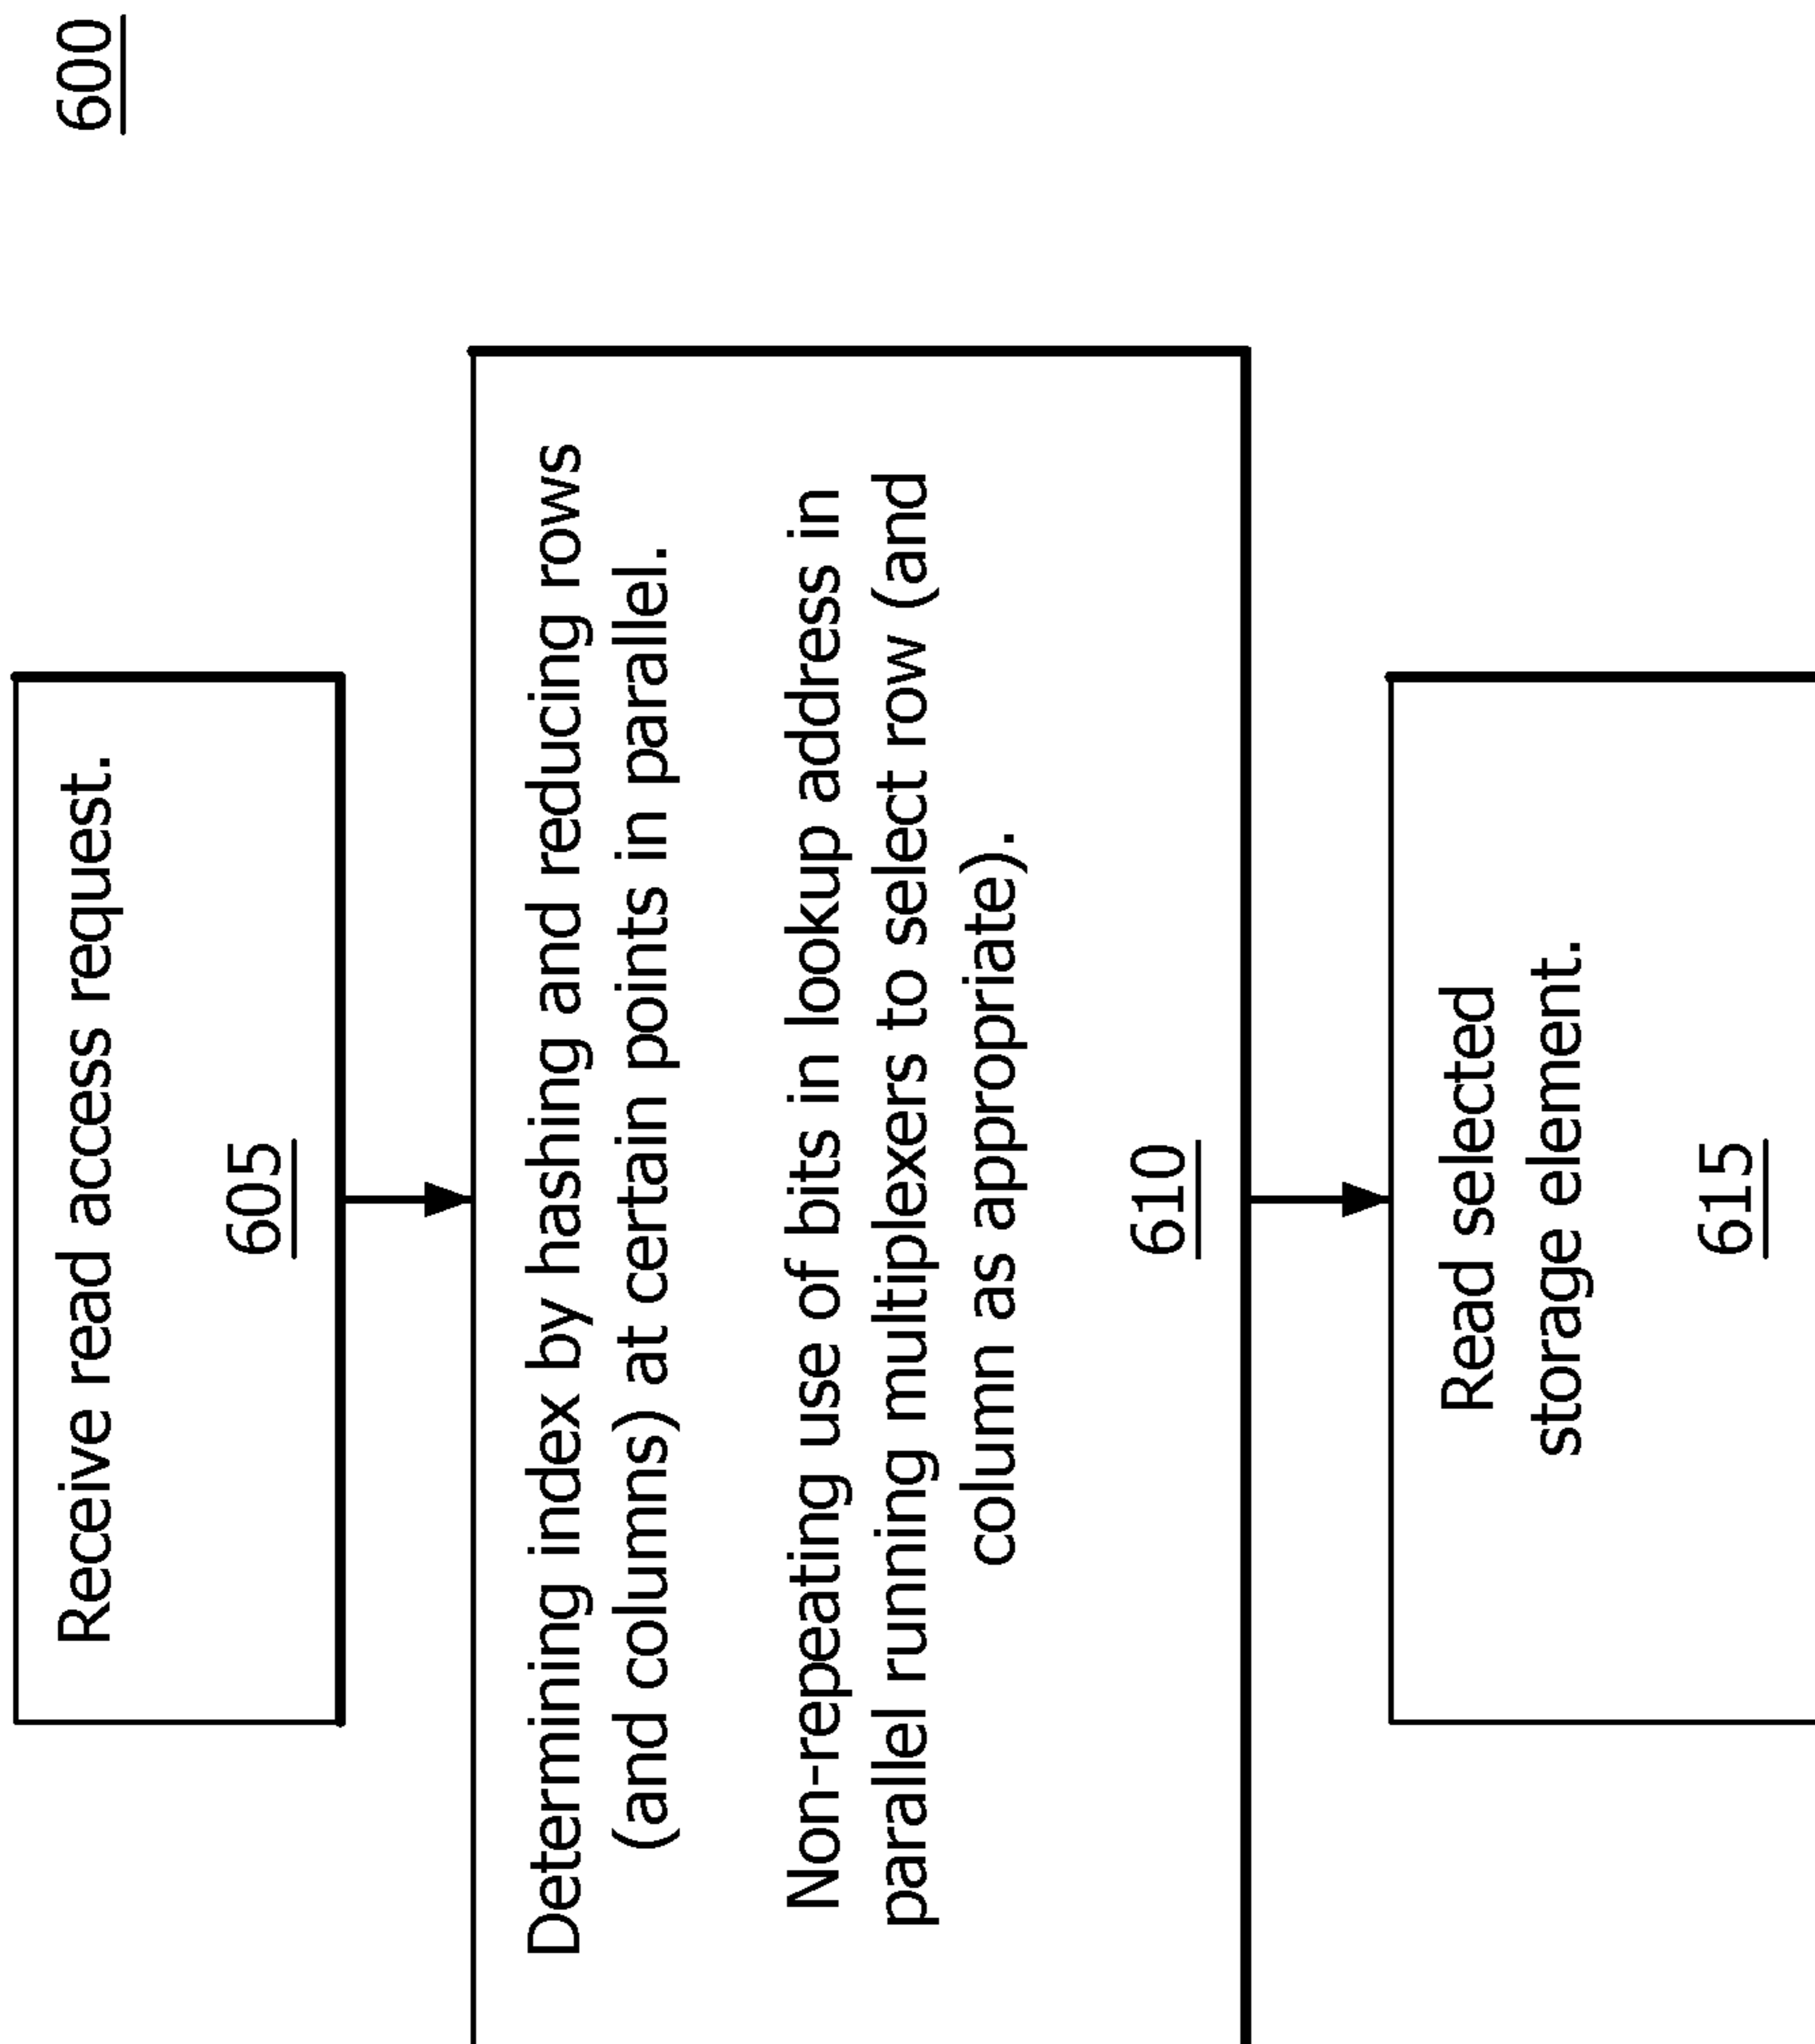 600
Receive read access request.
605
Determining index by hashing and reducing rows
(and columns) at certain points in parallel.
Non-repeating use of bits in lookup address in
parallel running multiplexers to select row (and
column as appropriate).
610
Read selected
storage element.
615